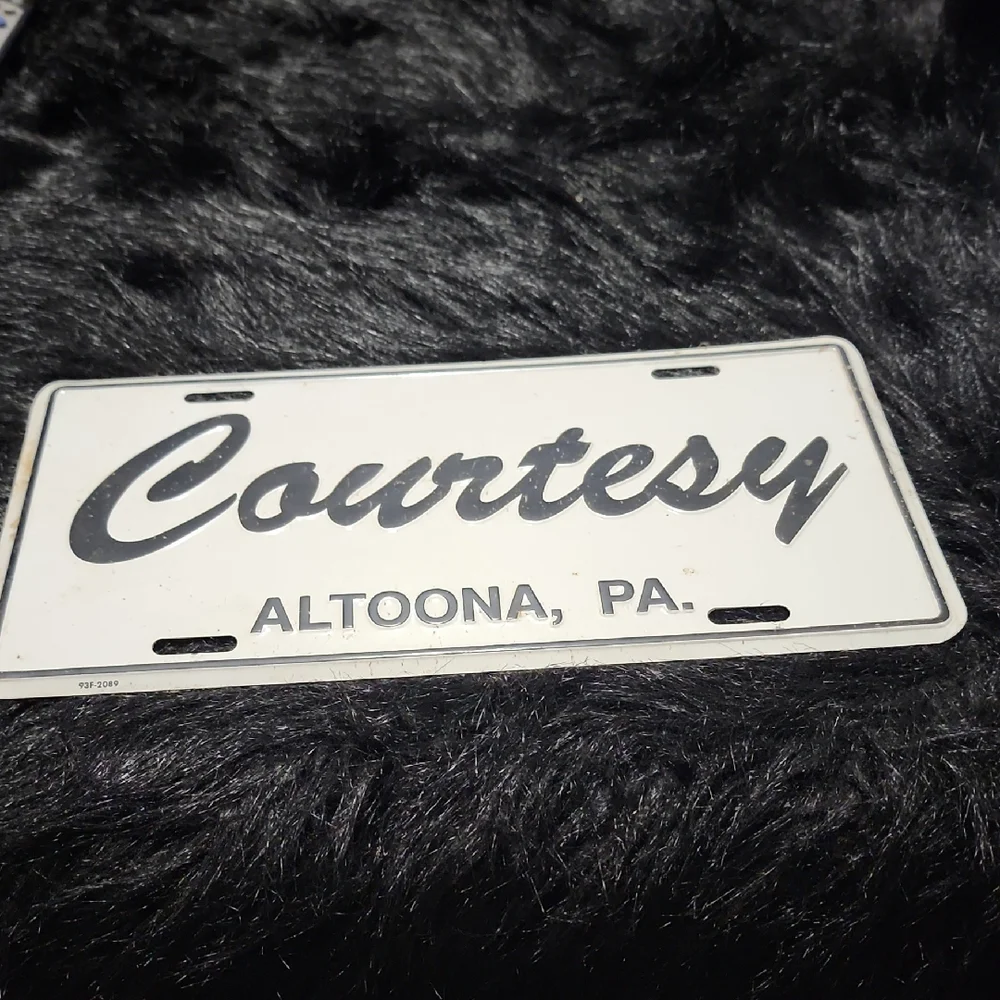 Courtesy
ALTOONA, PA.
93F-2089